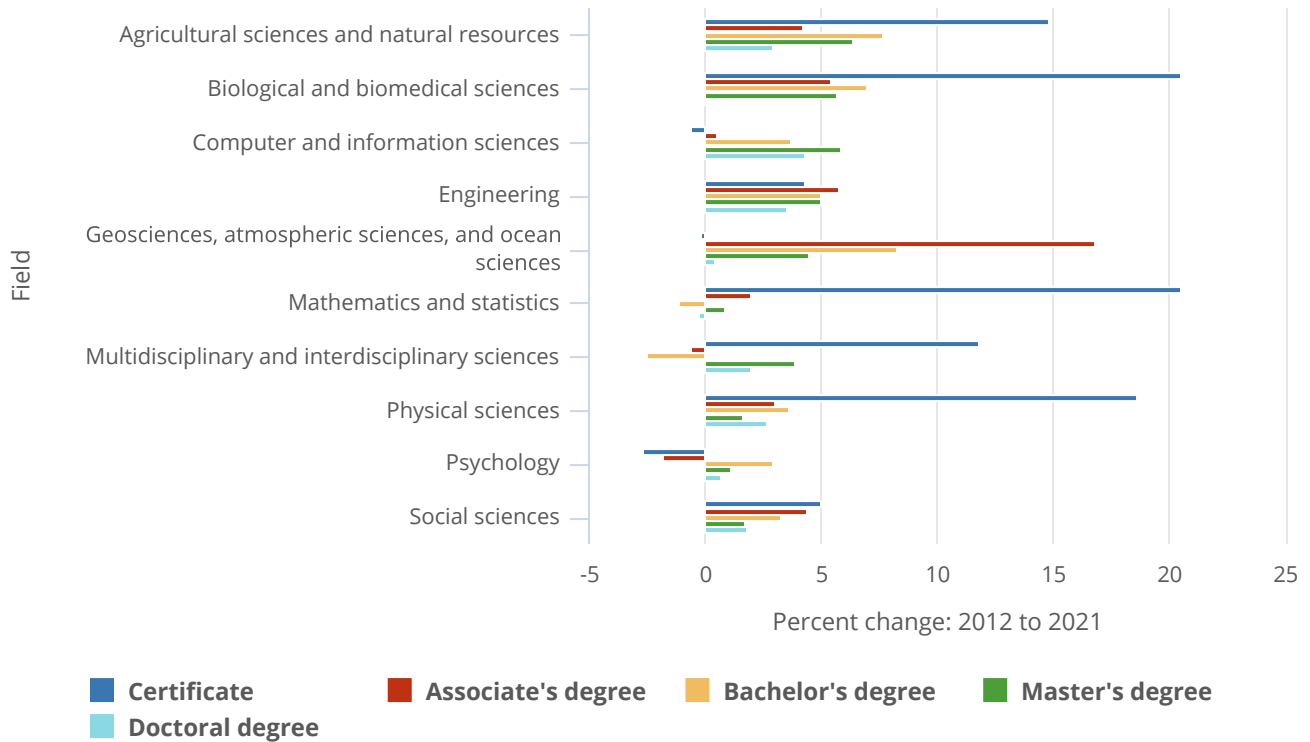 Field
Agricultural sciences and natural resources
Biological and biomedical sciences
Computer and information sciences
Engineering
Geosciences, atmospheric sciences, and ocean
sciences
Mathematics and statistics
Multidisciplinary and interdisciplinary sciences
Physical sciences
Psychology
Social sciences
-5 0 5 10 15 20 25
Percent change: 2012 to 2021
Certificate Associate's degree Bachelor's degree Master's degree
Doctoral degree